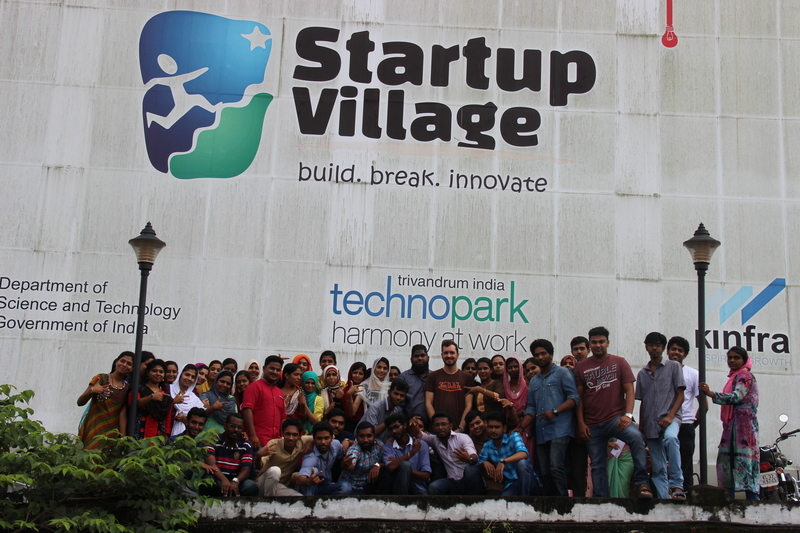 Startup
Village
build. break. innovate
Department of
Science and Technology
Government of India
trivandrum india
technopark
harmony at work
kinfra
GROWTH